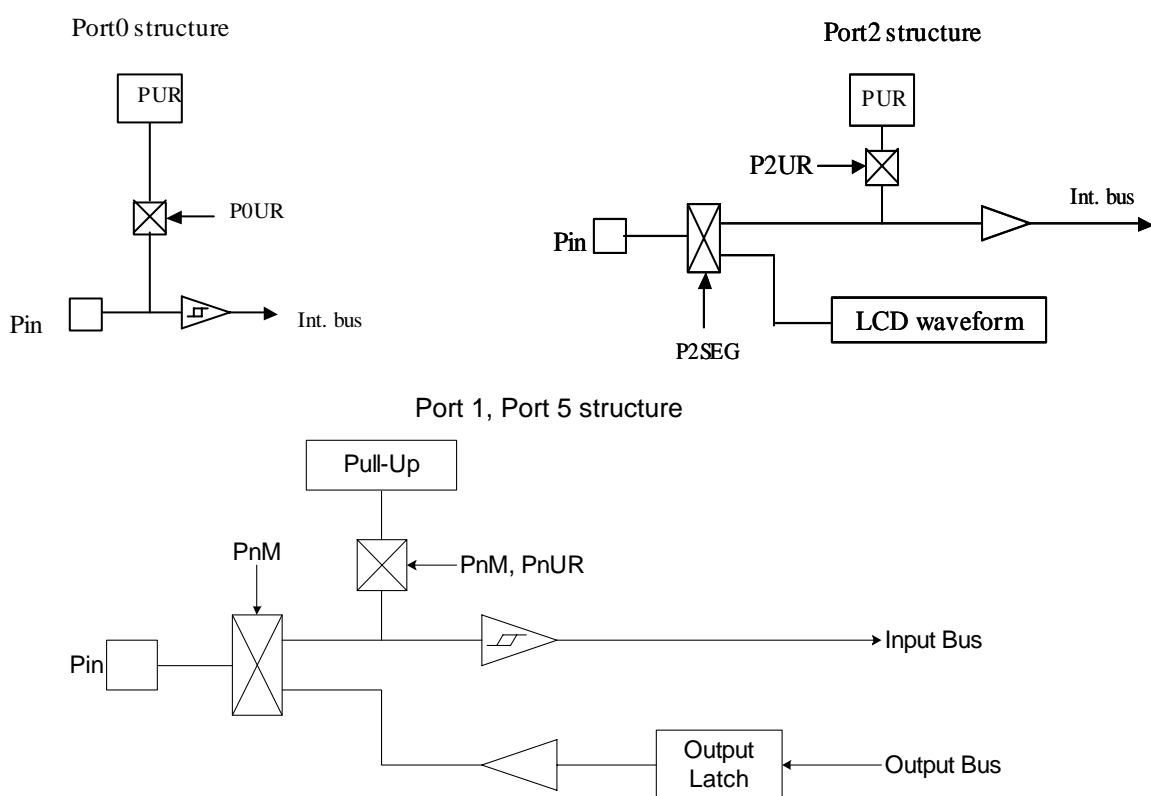 Port0 structure
PUR
P0UR
Pin
Int. bus
Port2 structure
PUR
P2UR
Int. bus
Pin
LCD waveform
P2SEG
Port 1, Port 5 structure
Pull-Up
PnM
PnM, PnUR
Input Bus
Pin
Output
Latch
Output Bus